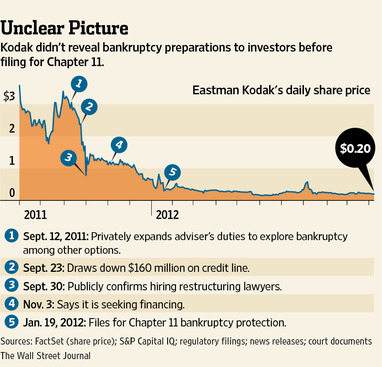 Unclear Picture
Kodak didn't reveal bankruptcy preparations to investors before
filing for Chapter 11.
Eastman Kodak's daily share price
$3
2
1
0
1
2
3
4
5
$0.20
2011
2012
1 Sept. 12, 2011: Privately expands adviser's duties to explore bankruptcy
among other options.
2 Sept. 23: Draws down $160 million on credit line.
3 Sept. 30: Publicly confirms hiring restructuring lawyers.
4 Nov. 3: Says it is seeking financing.
5 Jan. 19, 2012: Files for Chapter 11 bankruptcy protection.
Sources: FactSet (share price); S&P Capital IQ; regulatory filings; news releases; court documents
The Wall Street Journal